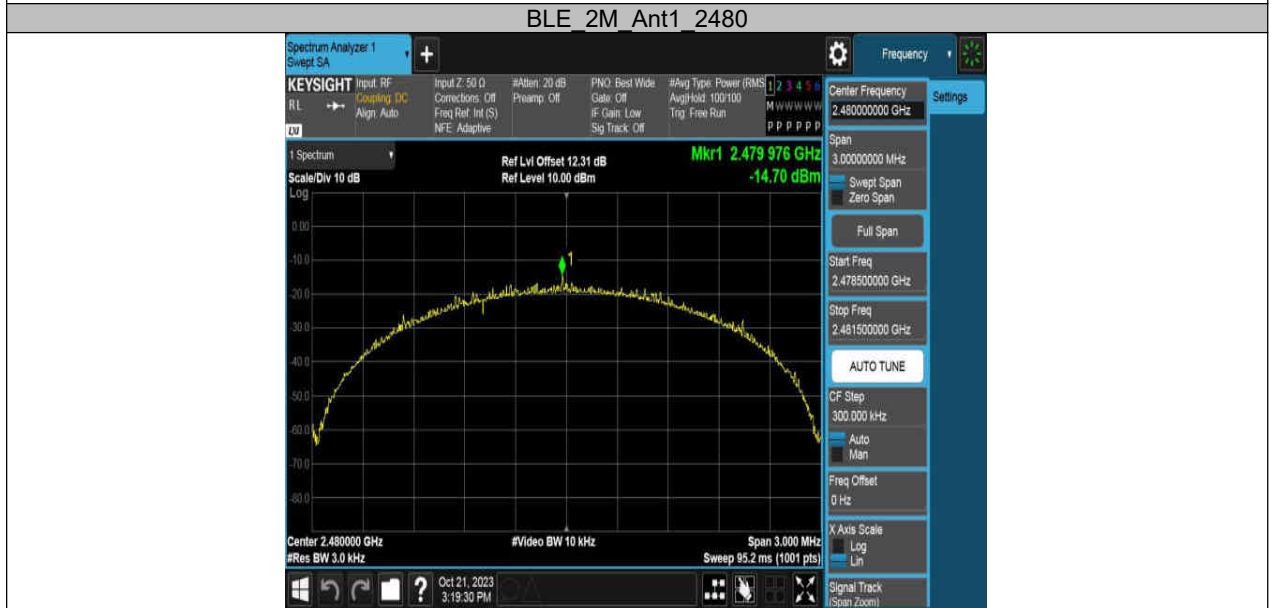 BLE_2M_Ant1_2480
Spectrum Analyzer 1
Swept SA
+
Frequency
KEYSIGHT
RL
LV
Input: RF
Coupling: DC
Align: Auto
Input Z: 50 Ω
Corrections: Off
Freq Ref: Int (S)
NFE: Adaptive
#Atten: 20 dB
Preamp: Off
PNO: Best Wide
Gate: Off
IF Gain: Low
Sig Track: Off
#Avg Type: Power (RMS
Avg|Hold: 100/100
Trig: Free Run
1 2 3 4 5 6
M W W W W W
P P P P P P
Center Frequency
2.480000000 GHz
Settings
Span
3.00000000 MHz
Swept Span
Zero Span
Full Span
Start Freq
2.478500000 GHz
Stop Freq
2.481500000 GHz
AUTO TUNE
CF Step
300.000 kHz
Auto
Man
Freq Offset
0 Hz
X Axis Scale
Log
Lin
Signal Track
(Span Zoom)
1 Spectrum
Scale/Div 10 dB
Log
Ref Lvl Offset 12.31 dB
Ref Level 10.00 dBm
Mkr1 2.479 976 GHz
-14.70 dBm
0.00
-10.0
1
-20.0
-30.0
-40.0
-50.0
-60.0
-70.0
-80.0
Center 2.480000 GHz
#Res BW 3.0 kHz
#Video BW 10 kHz
Span 3.000 MHz
Sweep 95.2 ms (1001 pts)
?
Oct 21, 2023
3:19:30 PM